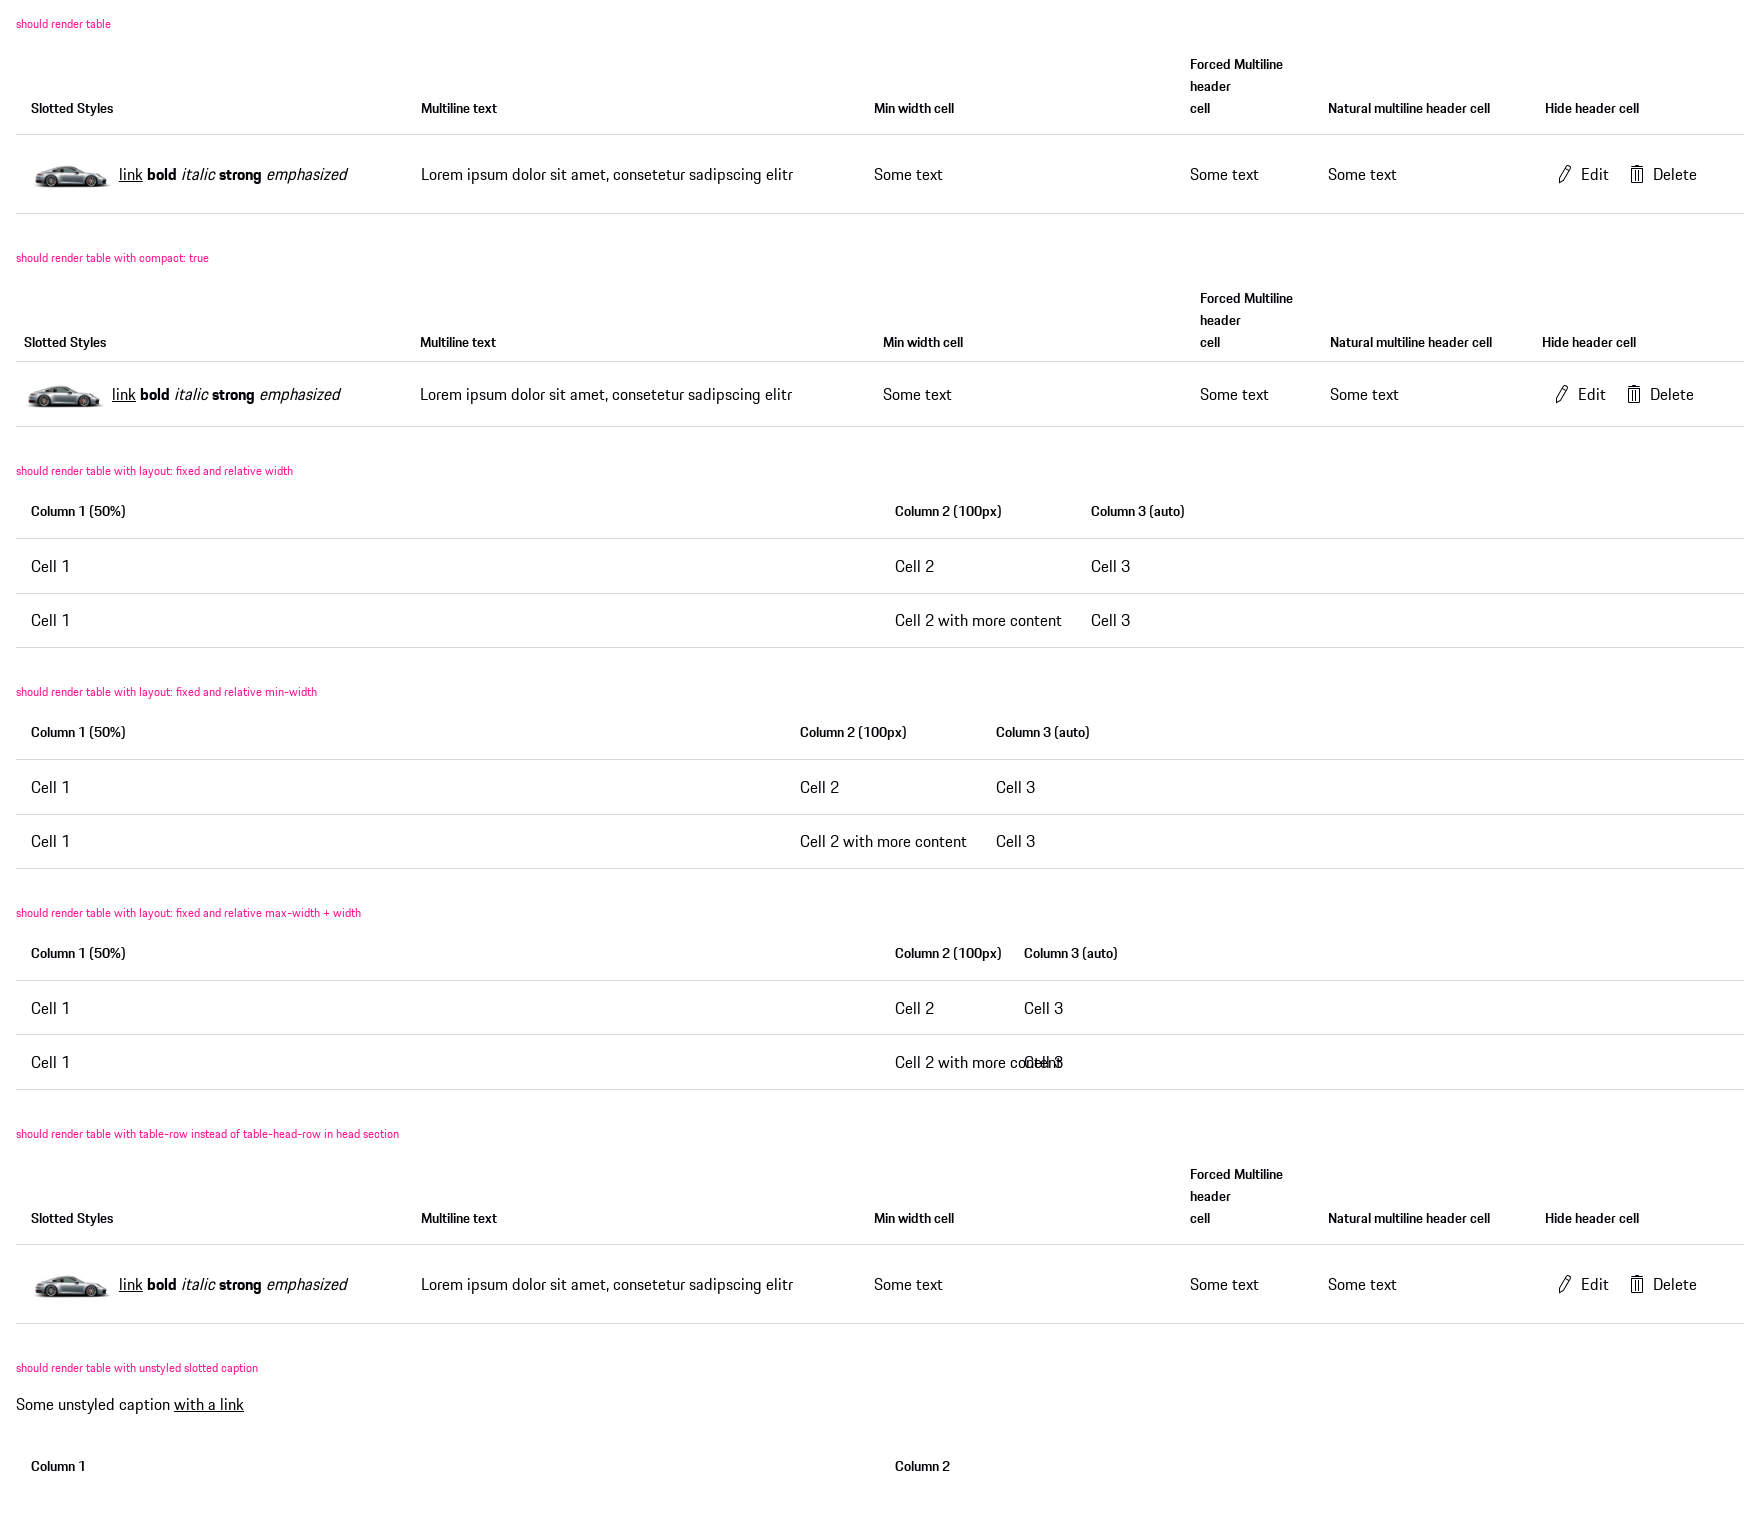 should render table
Forced Multiline
header
Slotted Styles Multiline text Min width cell cell Natural multiline header cell Hide header cell
link bold italic strong emphasized Lorem ipsum dolor sit amet, consetetur sadipscing elitr Some text Some text Some text Edit Delete
should render table with compact: true
Forced Multiline
header
Slotted Styles Multiline text Min width cell cell Natural multiline header cell Hide header cell
link bold italic strong emphasized Lorem ipsum dolor sit amet, consetetur sadipscing elitr Some text Some text Some text Edit Delete
should render table with layout: fixed and relative width
Column 1 (50%) Column 2 (100px) Column 3 (auto)
Cell 1 Cell 2 Cell 3
Cell 1 Cell 2 with more content Cell 3
should render table with layout: fixed and relative min-width
Column 1 (50%) Column 2 (100px) Column 3 (auto)
Cell 1 Cell 2 Cell 3
Cell 1 Cell 2 with more content Cell 3
should render table with layout: fixed and relative max-width + width
Column 1 (50%) Column 2 (100px) Column 3 (auto)
Cell 1 Cell 2 Cell 3
Cell 1 Cell 2 with more content Cell 3
should render table with table-row instead of table-head-row in head section
Forced Multiline
header
Slotted Styles Multiline text Min width cell cell Natural multiline header cell Hide header cell
link bold italic strong emphasized Lorem ipsum dolor sit amet, consetetur sadipscing elitr Some text Some text Some text Edit Delete
should render table with unstyled slotted caption
Some unstyled caption with a link
Column 1 Column 2